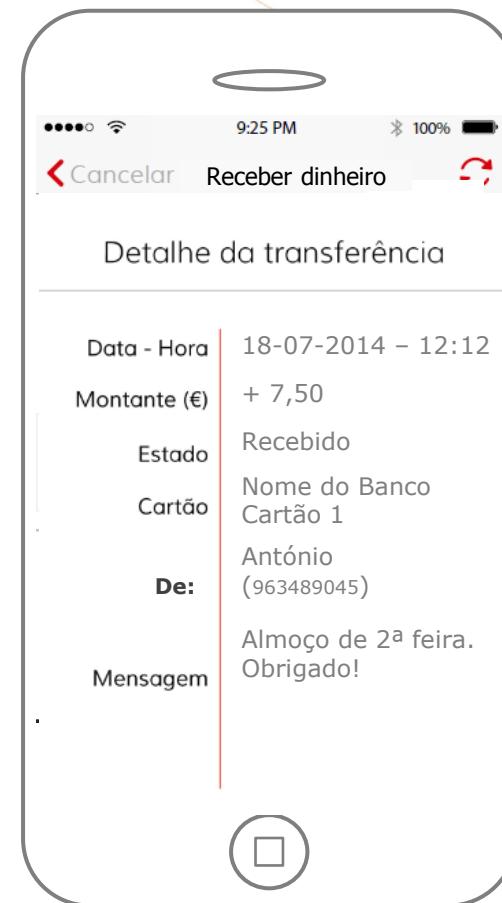 9:25 PM 100%
Cancelar Receber dinheiro
Detalhe da transferência
Data - Hora 18-07-2014 – 12:12
Montante (€) + 7,50
Estado Recebido
Cartão Nome do Banco
Cartão 1
De: António
(963489045)
Mensagem Almoço de 2ª feira.
Obrigado!